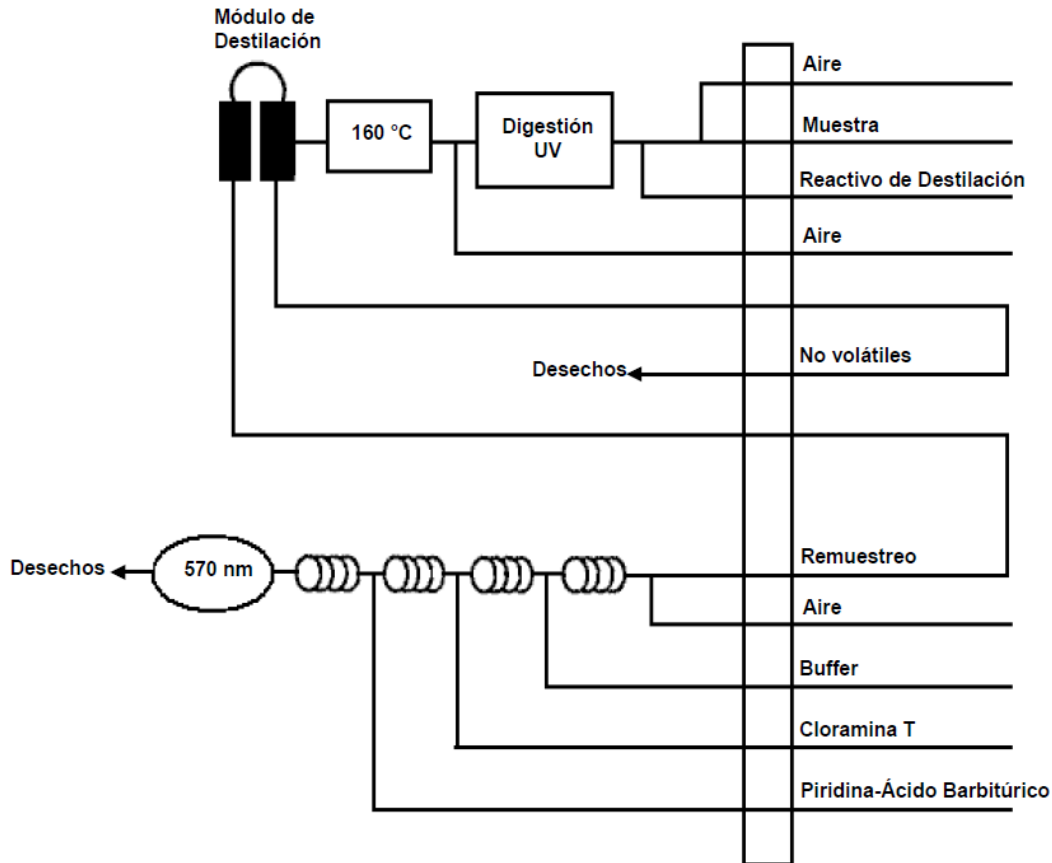 Módulo de
Destilación
160 °C
Digestión
UV
Aire
Muestra
Reactivo de Destilación
Aire
No volátiles
Desechos
Remuestreo
Desechos
570 nm
Aire
Buffer
Cloramina T
Piridina-Ácido Barbitúrico